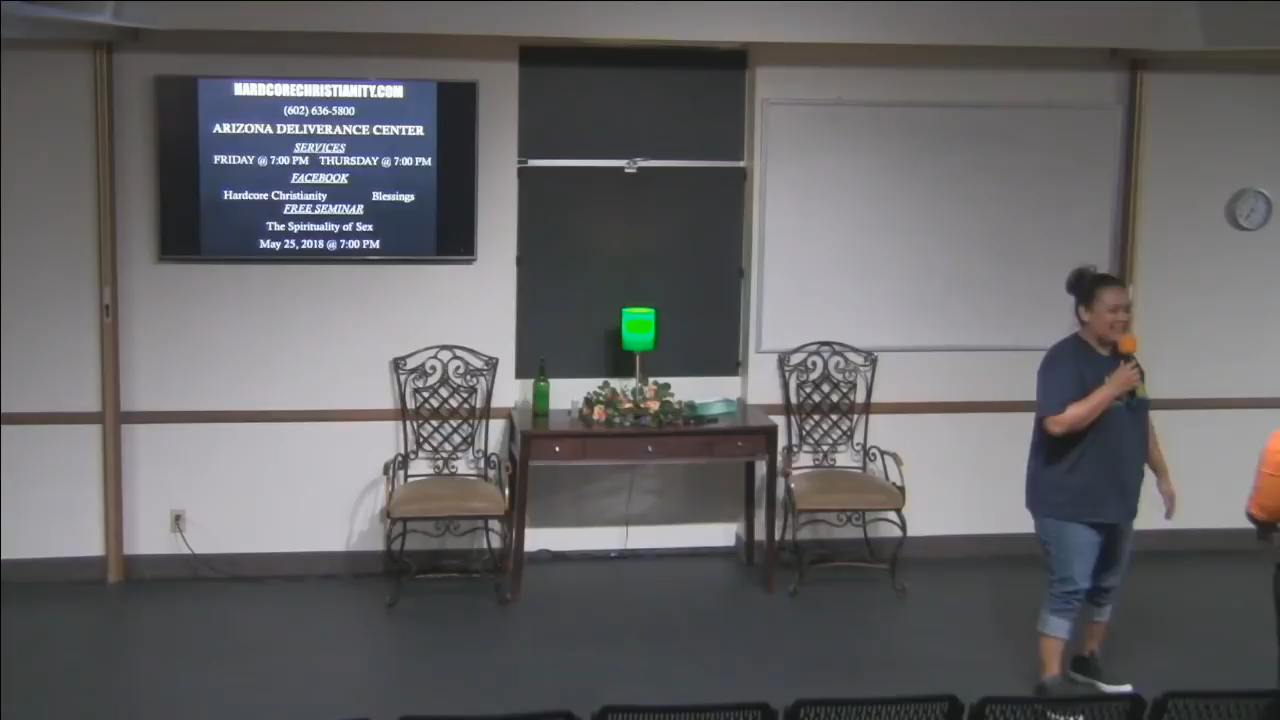 HARDCORECHRISTIANITY.COM
(602) 636-5800
ARIZONA DELIVERANCE CENTER
SERVICES
FRIDAY @ 7:00 PM THURSDAY @ 7:00 PM
FACEBOOK
Hardcore Christianity Blessings
FREE SEMINAR
The Spirituality of Sex
May 25, 2018 @ 7:00 PM